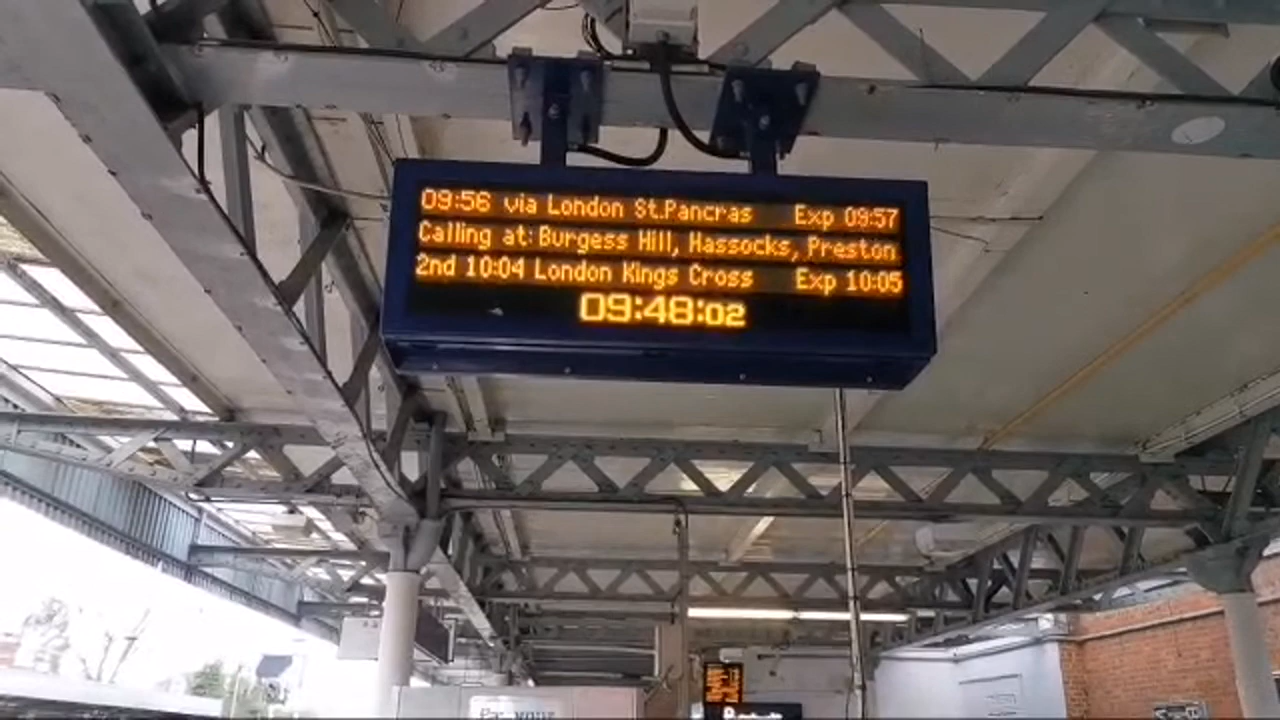 09:56 via London St.Pancras Exp 09:57
Calling at: Burgess Hill, Hassocks, Preston
2nd 10:04 London Kings Cross Exp 10:05
09:48:02